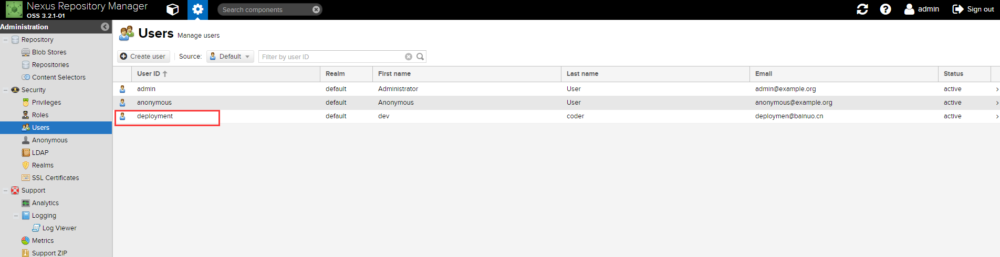 Nexus Repository Manager
OSS 3.2.1-01
Search components
admin
Sign out
Administration
Repository
Blob Stores
Repositories
Content Selectors
Security
Privileges
Roles
Users
Anonymous
LDAP
Realms
SSL Certificates
Support
Analytics
Logging
Log Viewer
Metrics
Support ZIP
Users Manage users
Create user Source: Default Filter by user ID
User ID Realm First name Last name Email Status
admin default Administrator User admin@example.org active
anonymous default Anonymous User anonymous@example.org active
deployment default dev coder deploymen@bainuo.cn active